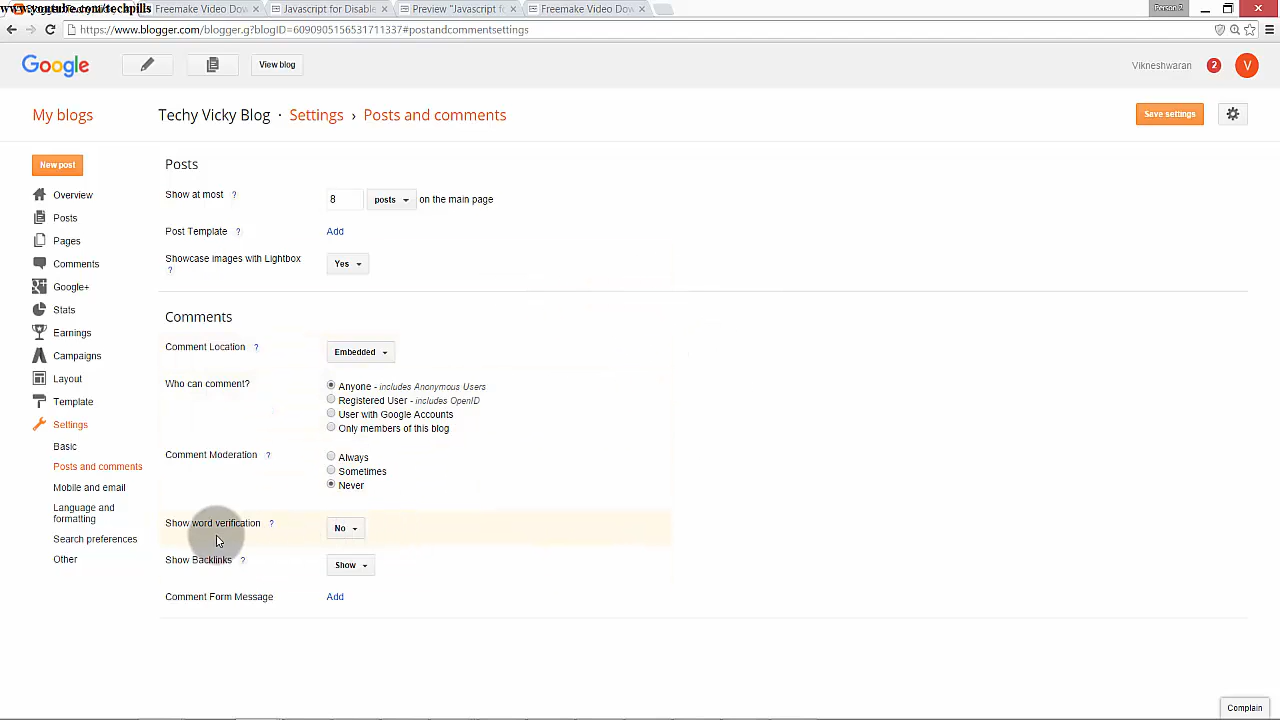 www.youtube.com/techpills
Freemake Video Dow
Javascript for Disable
Preview "Javascript fo
Freemake Video Dow
https://www.blogger.com/blogger.g?blogID=6090905156531711337#postandcommentsettings
Google
View blog
Vikneshwaran
2
V
My blogs
Techy Vicky Blog · Settings › Posts and comments
Save settings
New post
Overview
Posts
Pages
Comments
Google+
Stats
Earnings
Campaigns
Layout
Template
Settings
Basic
Posts and comments
Mobile and email
Language and
formatting
Search preferences
Other
Posts
Show at most ? 8 posts on the main page
Post Template ? Add
Showcase images with Lightbox
? Yes
Comments
Comment Location ? Embedded
Who can comment? Anyone - includes Anonymous Users
Registered User - includes OpenID
User with Google Accounts
Only members of this blog
Comment Moderation ? Always
Sometimes
Never
Show word verification ? No
Show Backlinks ? Show
Comment Form Message Add
Complain